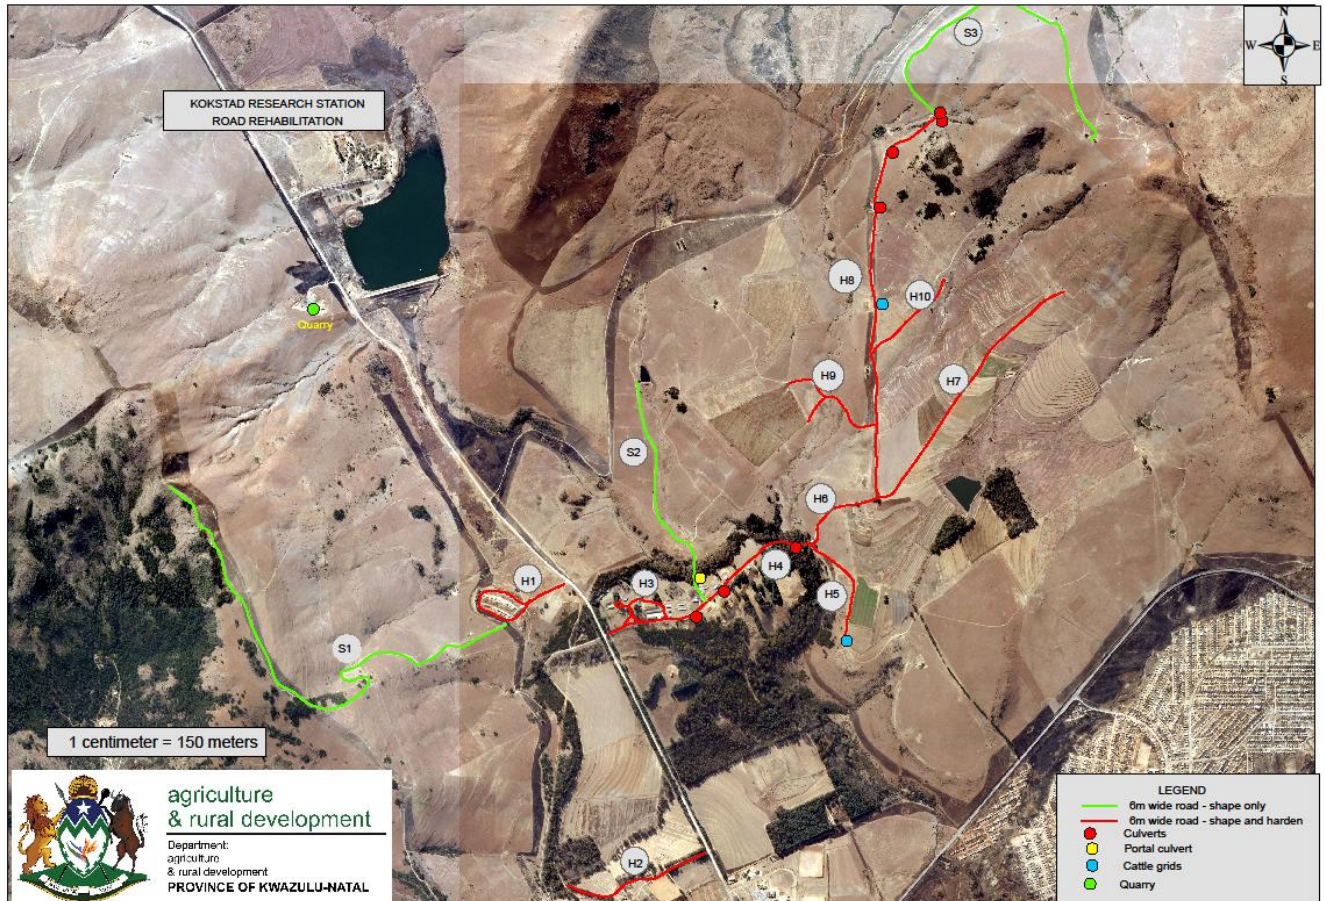 N
W E
S
S3
KOKSTAD RESEARCH STATION
ROAD REHABILITATION
H8
H10
Quarry
H9
H7
S2
H6
H4
H1
H3
H5
S1
1 centimeter = 150 meters
agriculture
& rural development
Department:
agriculture
& rural development
PROVINCE OF KWAZULU-NATAL
H2
LEGEND
6m wide road - shape only
6m wide road - shape and harden
Culverts
Portal culvert
Cattle grids
Quarry